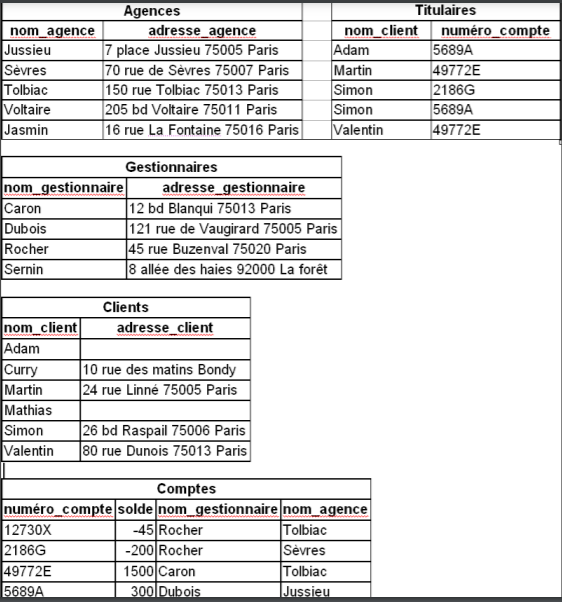 Agences
nom_agence adresse_agence
Jussieu 7 place Jussieu 75005 Paris
Sèvres 70 rue de Sèvres 75007 Paris
Tolbiac 150 rue Tolbiac 75013 Paris
Voltaire 205 bd Voltaire 75011 Paris
Jasmin 16 rue La Fontaine 75016 Paris
Titulaires
nom_client numéro_compte
Adam 5689A
Martin 49772E
Simon 2186G
Simon 5689A
Valentin 49772E
Gestionnaires
nom_gestionnaire adresse_gestionnaire
Caron 12 bd Blanqui 75013 Paris
Dubois 121 rue de Vaugirard 75005 Paris
Rocher 45 rue Buzenval 75020 Paris
Sernin 8 allée des haies 92000 La forêt
Clients
nom_client adresse_client
Adam
Curry 10 rue des matins Bondy
Martin 24 rue Linné 75005 Paris
Mathias
Simon 26 bd Raspail 75006 Paris
Valentin 80 rue Dunois 75013 Paris
Comptes
numéro_compte solde nom_gestionnaire nom_agence
12730X -45 Rocher Tolbiac
2186G -200 Rocher Sèvres
49772E 1500 Caron Tolbiac
5689A 300 Dubois Jussieu